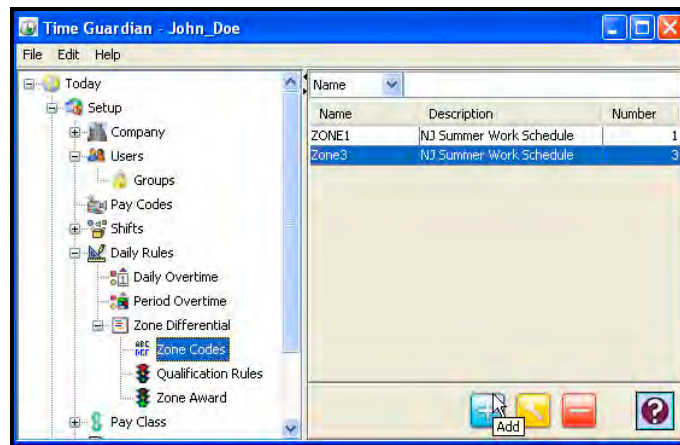 Time Guardian - John_Doe
File Edit Help
Today
Setup
Company
Users
Groups
Pay Codes
Shifts
Daily Rules
Daily Overtime
Period Overtime
Zone Differential
Zone Codes
Qualification Rules
Zone Award
Pay Class
Name
Name Description Number
ZONE1 NJ Summer Work Schedule 1
Zone3 NJ Summer Work Schedule 3
Add